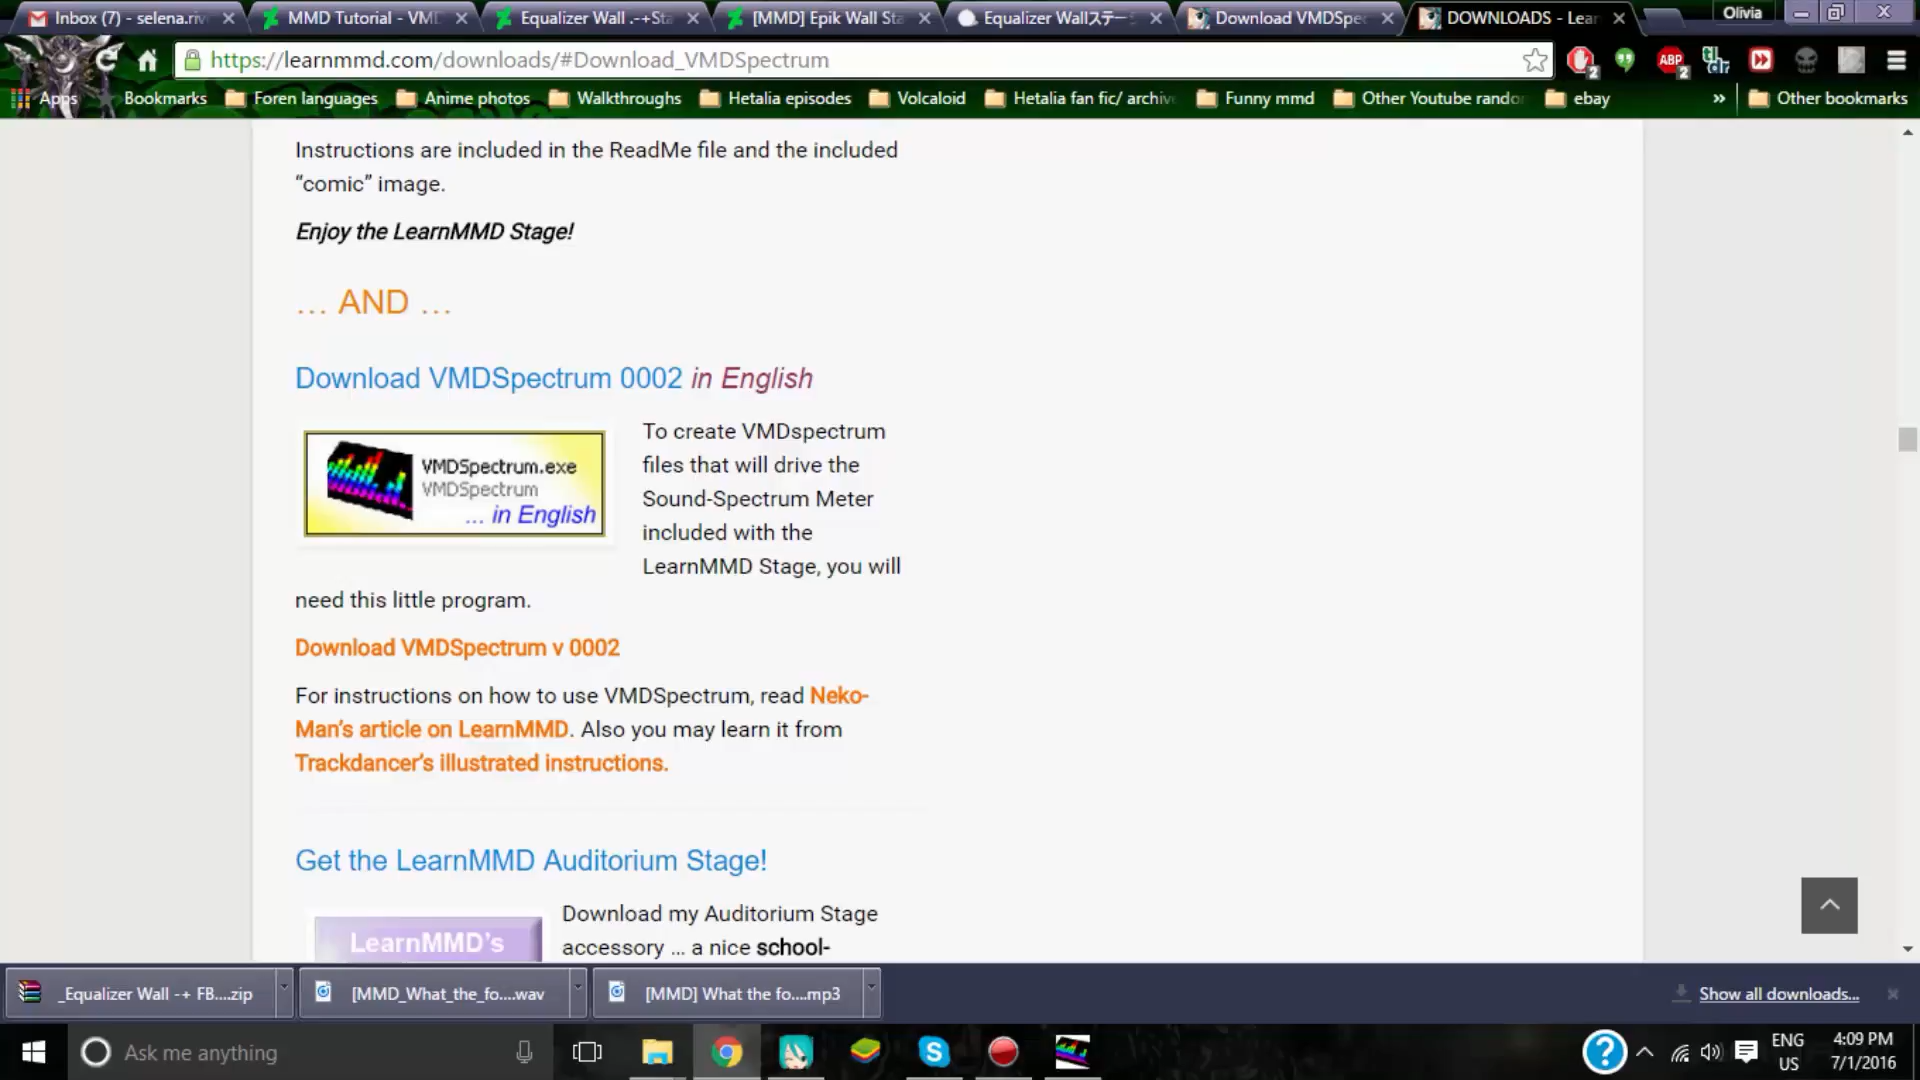 Inbox (7) - selena.riv
MMD Tutorial - VMD
Equalizer Wall .-+Sta
[MMD] Epik Wall Sta
Equalizer Wallステー
Download VMDSpe
DOWNLOADS - Lear
Olivia
https://learnmmd.com/downloads/#Download_VMDSpectrum
Apps
Bookmarks
Foren languages
Anime photos
Walkthroughs
Hetalia episodes
Volcaloid
Hetalia fan fic/ archive
Funny mmd
Other Youtube rando
ebay
»
Other bookmarks
Instructions are included in the ReadMe file and the included
“comic” image.
Enjoy the LearnMMD Stage!
… AND …
Download VMDSpectrum 0002 in English
VMDSpectrum.exe
VMDSpectrum
... in English
To create VMDspectrum
files that will drive the
Sound-Spectrum Meter
included with the
LearnMMD Stage, you will
need this little program.
Download VMDSpectrum v 0002
For instructions on how to use VMDSpectrum, read Neko-
Man’s article on LearnMMD. Also you may learn it from
Trackdancer’s illustrated instructions.
Get the LearnMMD Auditorium Stage!
LearnMMD’s
Download my Auditorium Stage
accessory … a nice school-
_Equalizer Wall -+ FB....zip
[MMD_What_the_fo....wav
[MMD] What the fo....mp3
Show all downloads...
Ask me anything
ENG
US
4:09 PM
7/1/2016